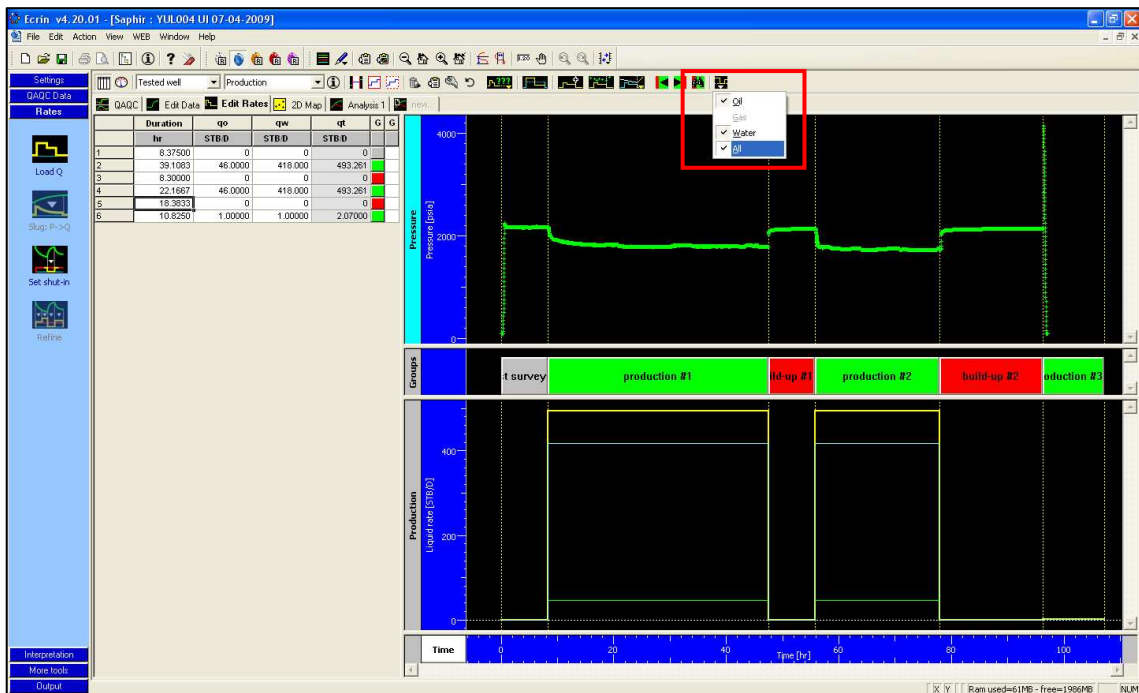 Ecrin v4.20.01 - [Saphir : YUL004 UI 07-04-2009]
File Edit Action View WEB Window Help
Settings
QAQC Data
Rates
Load Q
Slug: P->Q
Set shut-in
Refine
Interpretation
More tools
Output
Tested well Production
QAQC Edit Data Edit Rates 2D Map Analysis 1 new..
Duration qo qw qt G G
hr STB/D STB/D STB/D
1 8.37500 0 0 0
2 39.1083 46.0000 418.000 493.261
3 8.30000 0 0 0
4 22.1667 46.0000 418.000 493.261
5 18.3833 0 0 0
6 10.8250 1.00000 1.00000 2.07000
Oil
Gas
Water
All
Pressure
Pressure [psia]
4000
2000
0
Groups
t survey production #1 ild-up #1 production #2 build-up #2 oduction #3
Production
Liquid rate [STB/D]
400
200
0
Time
0 20 40 60 80 100
Time [hr]
X Y Ram used=61MB - free=1986MB NUM